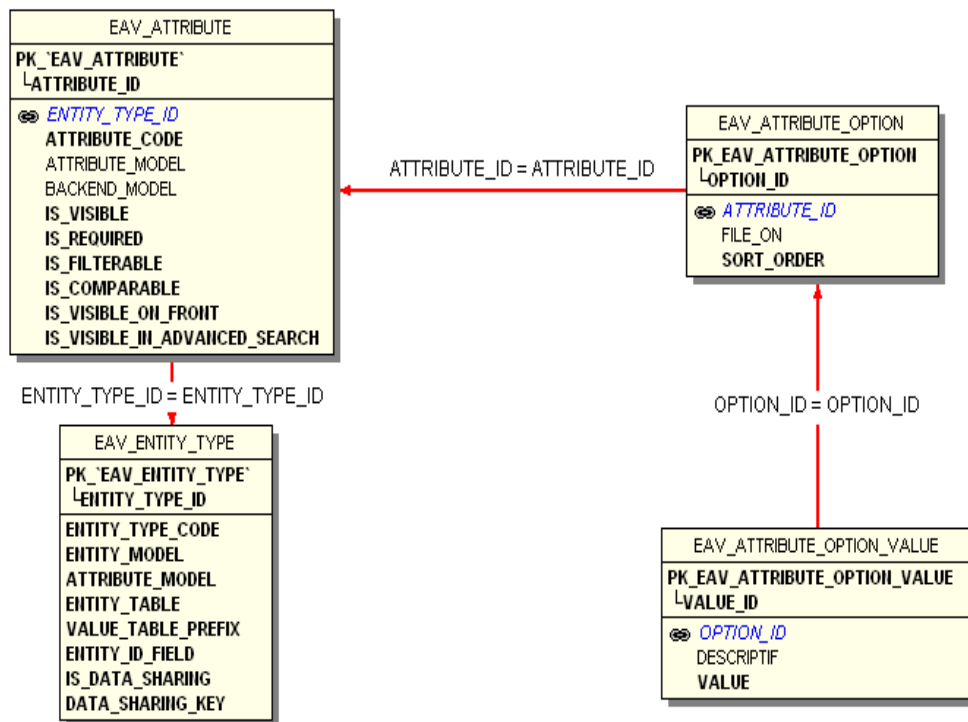 EAV_ATTRIBUTE
PK_`EAV_ATTRIBUTE`
ATTRIBUTE_ID
ENTITY_TYPE_ID
ATTRIBUTE_CODE
ATTRIBUTE_MODEL
BACKEND_MODEL
IS_VISIBLE
IS_REQUIRED
IS_FILTERABLE
IS_COMPARABLE
IS_VISIBLE_ON_FRONT
IS_VISIBLE_IN_ADVANCED_SEARCH
ATTRIBUTE_ID = ATTRIBUTE_ID
EAV_ATTRIBUTE_OPTION
PK_EAV_ATTRIBUTE_OPTION
OPTION_ID
ATTRIBUTE_ID
FILE_ON
SORT_ORDER
ENTITY_TYPE_ID = ENTITY_TYPE_ID
OPTION_ID = OPTION_ID
EAV_ENTITY_TYPE
PK_`EAV_ENTITY_TYPE`
ENTITY_TYPE_ID
ENTITY_TYPE_CODE
ENTITY_MODEL
ATTRIBUTE_MODEL
ENTITY_TABLE
VALUE_TABLE_PREFIX
ENTITY_ID_FIELD
IS_DATA_SHARING
DATA_SHARING_KEY
EAV_ATTRIBUTE_OPTION_VALUE
PK_EAV_ATTRIBUTE_OPTION_VALUE
VALUE_ID
OPTION_ID
DESCRIPTIF
VALUE